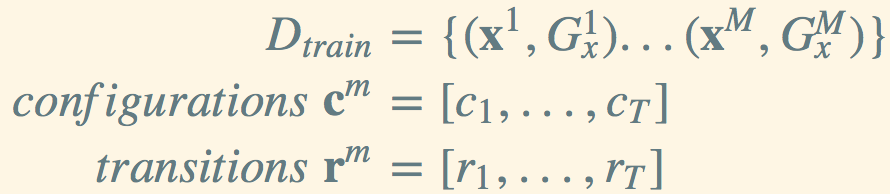 D_{train} = {(x^1, G_x^1)...(x^M, G_x^M)}
configurations c^m = [c_1, . . . , c_T]
transitions r^m = [r_1, . . . , r_T]